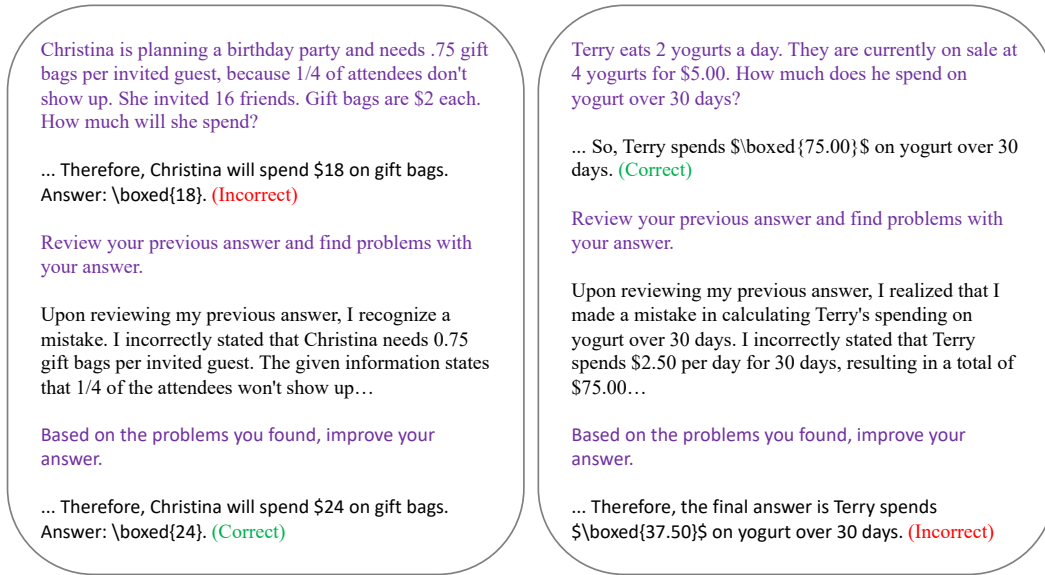 Christina is planning a birthday party and needs .75 gift
bags per invited guest, because 1/4 of attendees don't
show up. She invited 16 friends. Gift bags are $2 each.
How much will she spend?
... Therefore, Christina will spend $18 on gift bags.
Answer: \boxed{18}. (Incorrect)
Review your previous answer and find problems with
your answer.
Upon reviewing my previous answer, I recognize a
mistake. I incorrectly stated that Christina needs 0.75
gift bags per invited guest. The given information states
that 1/4 of the attendees won't show up…
Based on the problems you found, improve your
answer.
... Therefore, Christina will spend $24 on gift bags.
Answer: \boxed{24}. (Correct)
Terry eats 2 yogurts a day. They are currently on sale at
4 yogurts for $5.00. How much does he spend on
yogurt over 30 days?
... So, Terry spends $\boxed{75.00}$ on yogurt over 30
days. (Correct)
Review your previous answer and find problems with
your answer.
Upon reviewing my previous answer, I realized that I
made a mistake in calculating Terry's spending on
yogurt over 30 days. I incorrectly stated that Terry
spends $2.50 per day for 30 days, resulting in a total of
$75.00…
Based on the problems you found, improve your
answer.
... Therefore, the final answer is Terry spends
$\boxed{37.50}$ on yogurt over 30 days. (Incorrect)